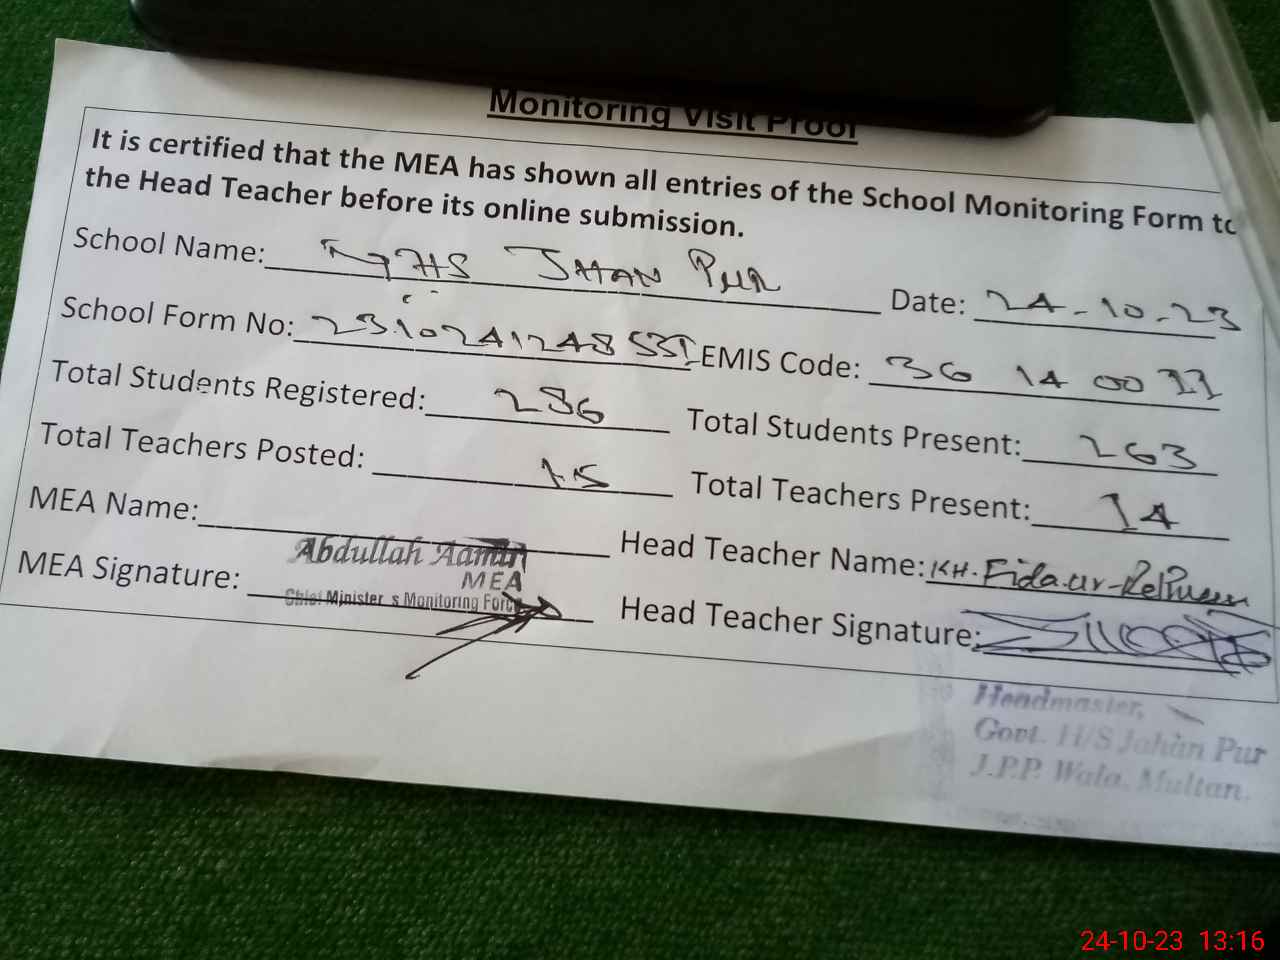 Monitoring Visit Proof
It is certified that the MEA has shown all entries of the School Monitoring Form to
the Head Teacher before its online submission.
School Name: GHS JHAN PUR Date: 24-10-23
School Form No: EMIS Code: 36 14 00
Total Students Registered: 286 Total Students Present: 263
Total Teachers Posted: 15 Total Teachers Present: 14
MEA Name: Abdullah Aamir Head Teacher Name: KH. Fida-ur-Rehman
MEA
MEA Signature: Chief Minister s Monitoring Force Head Teacher Signature:
Headmaster,
Govt. H/S Jahan Pur
J.P.P. Wala, Multan.
24-10-23 13:16